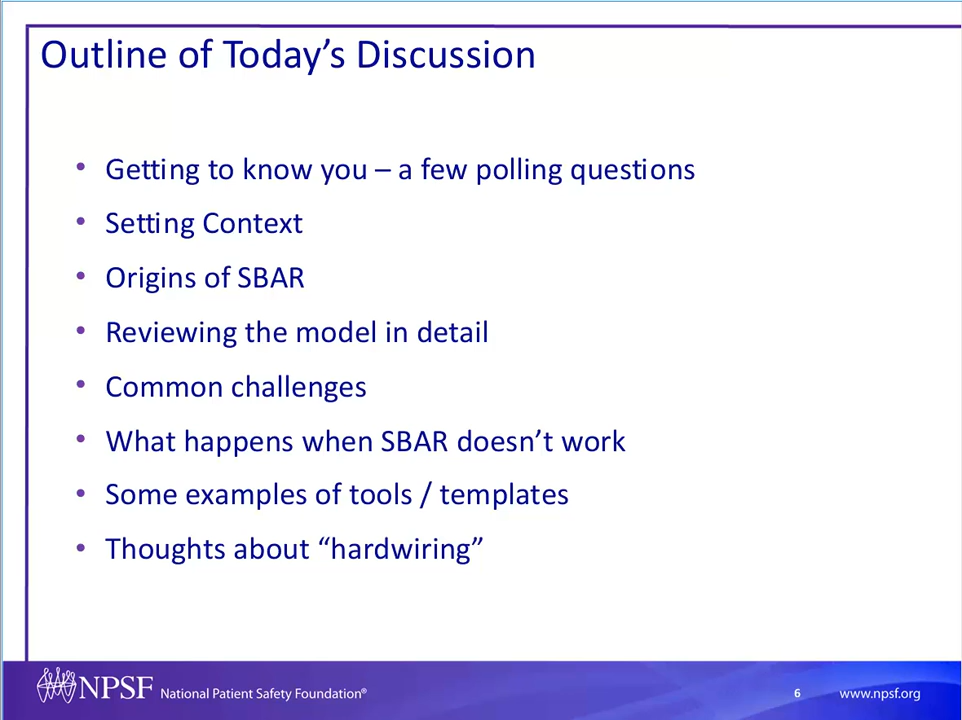 Outline of Today’s Discussion
• Getting to know you – a few polling questions
• Setting Context
• Origins of SBAR
• Reviewing the model in detail
• Common challenges
• What happens when SBAR doesn’t work
• Some examples of tools / templates
• Thoughts about “hardwiring”
NPSF National Patient Safety Foundation® 6 www.npsf.org